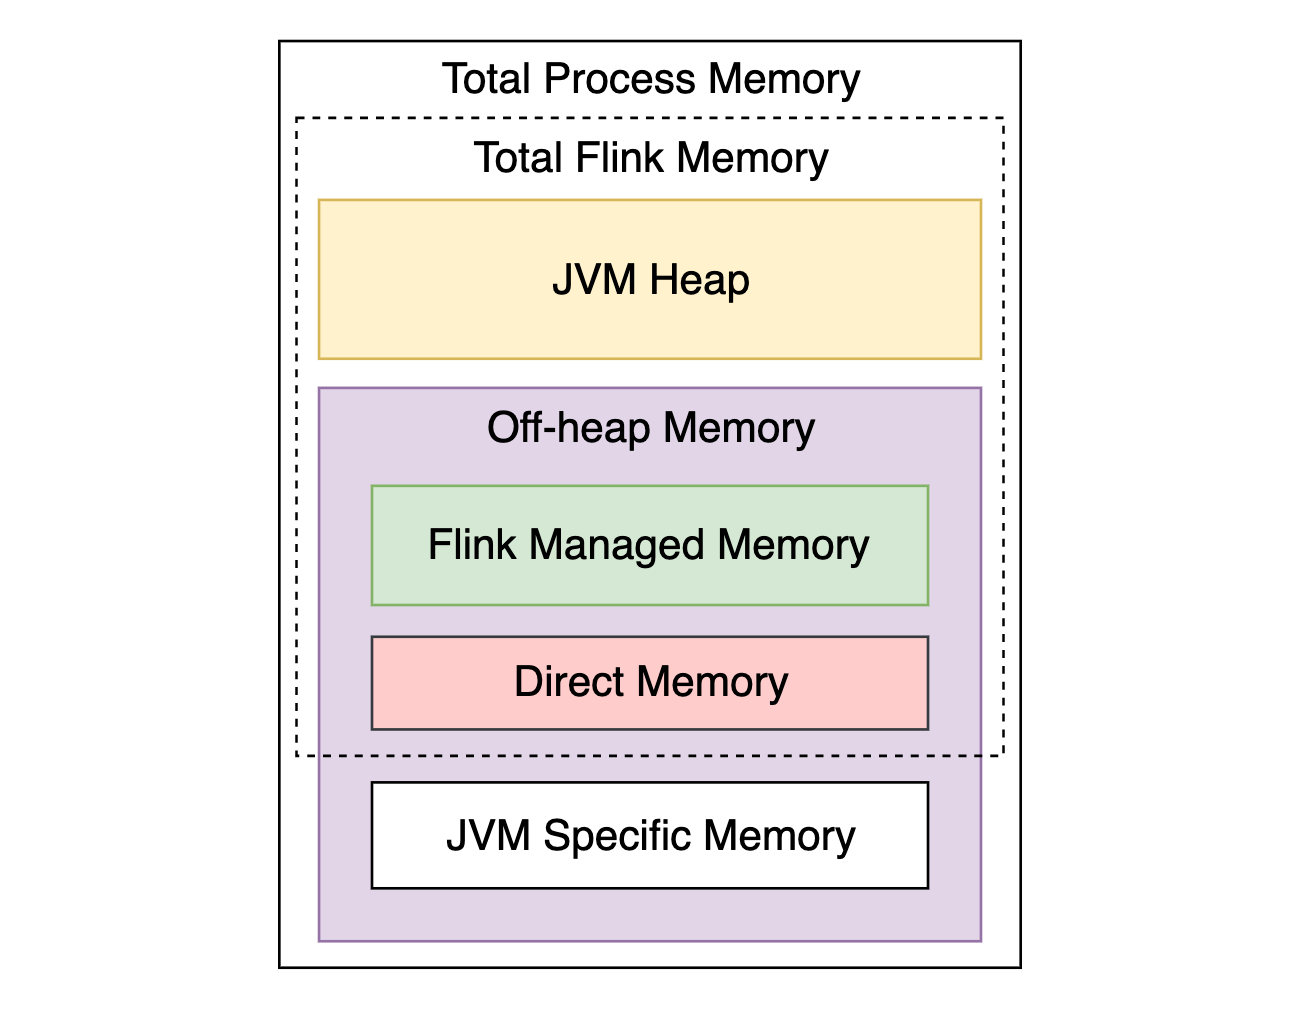 Total Process Memory
Total Flink Memory
JVM Heap
Off-heap Memory
Flink Managed Memory
Direct Memory
JVM Specific Memory